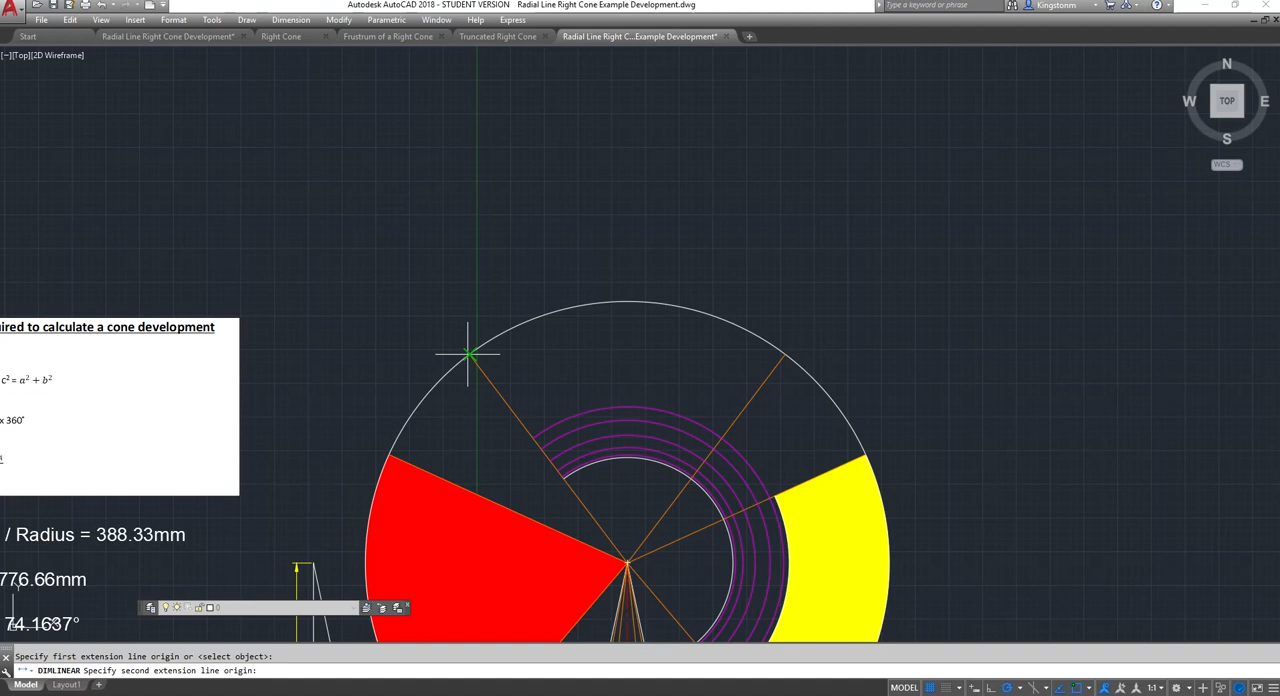 Autodesk AutoCAD 2018 - STUDENT VERSION Radial Line Right Cone Example Development.dwg
Type a keyword or phrase
Kingstonm
File Edit View Insert Format Tools Draw Dimension Modify Parametric Window Help Express
Start Radial Line Right Cone Development* Right Cone Frustrum of a Right Cone Truncated Right Cone Radial Line Right C...Example Development*
[−][Top][2D Wireframe]
N
W TOP E
S
WCS
ired to calculate a cone development
c² = a² + b²
x 360°
/ Radius = 388.33mm
776.66mm
74.1637°
0
Specify first extension line origin or <select object>:
DIMLINEAR Specify second extension line origin:
Model Layout1 +
MODEL 1:1